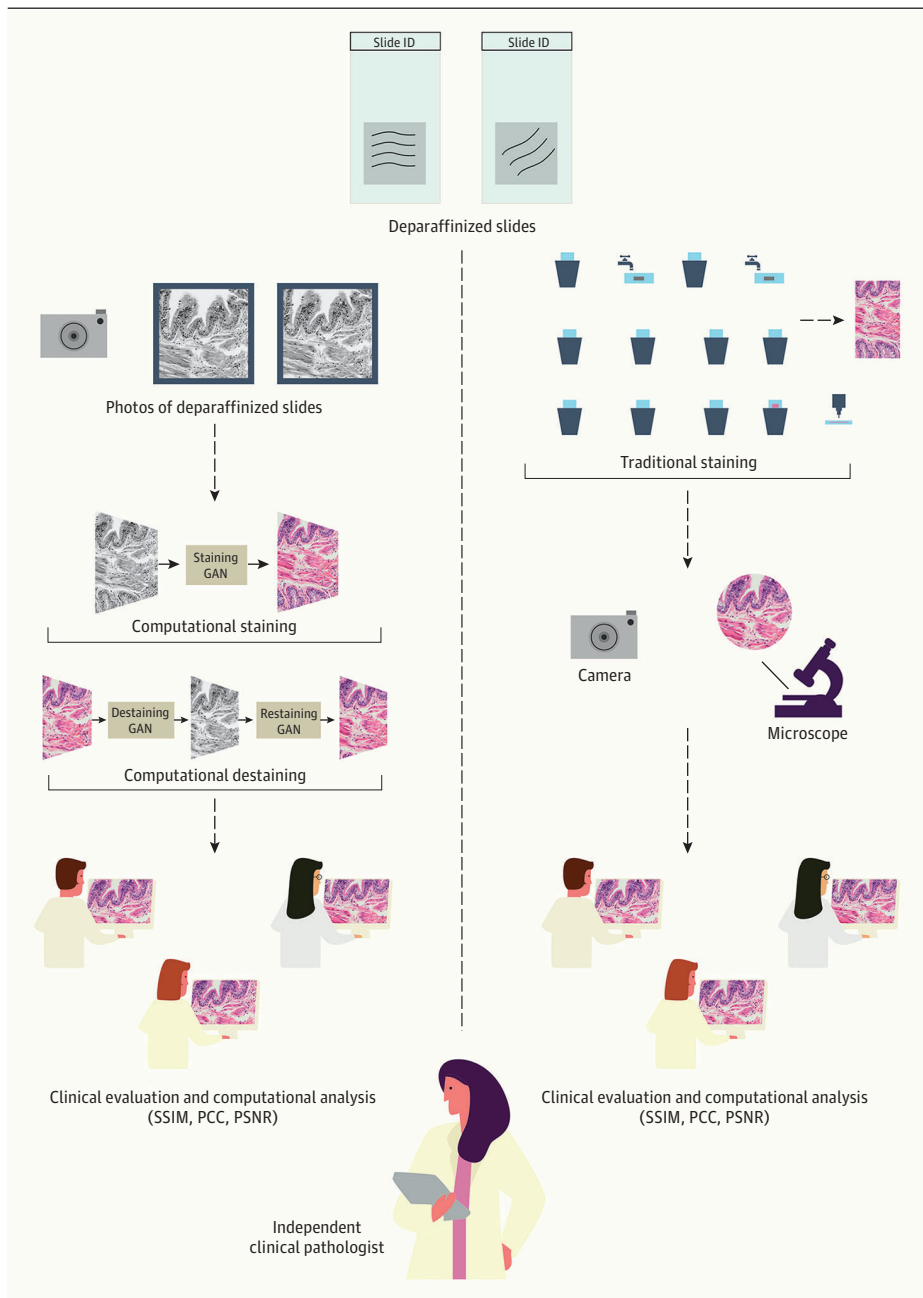 Slide ID
Slide ID
Deparaffinized slides
Photos of deparaffinized slides
Staining
GAN
Computational staining
Destaining
GAN
Restaining
GAN
Computational destaining
Clinical evaluation and computational analysis
(SSIM, PCC, PSNR)
Traditional staining
Camera
Microscope
Clinical evaluation and computational analysis
(SSIM, PCC, PSNR)
Independent
clinical pathologist